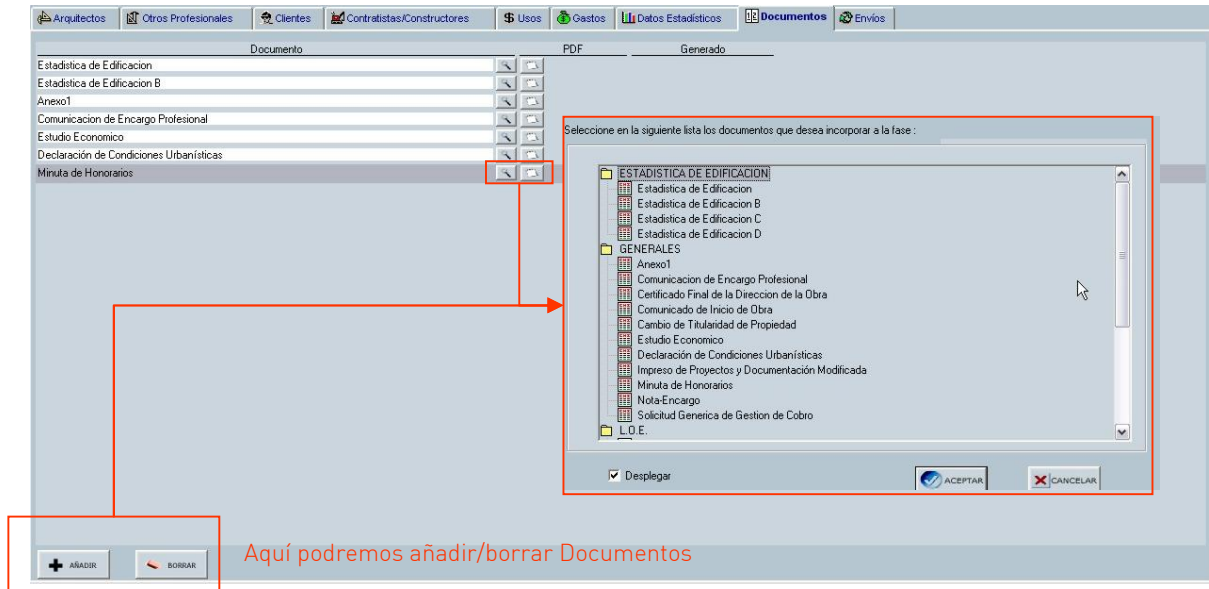 Arquitectos Otros Profesionales Clientes Contratistas/Constructores Usos Gastos Datos Estadísticos Documentos Envíos
Documento PDF Generado
Estadistica de Edificacion
Estadistica de Edificacion B
Anexo1
Comunicacion de Encargo Profesional
Estudio Economico
Declaración de Condiciones Urbanísticas
Minuta de Honorarios
Seleccione en la siguiente lista los documentos que desea incorporar a la fase :
ESTADISTICA DE EDIFICACION
Estadistica de Edificacion
Estadistica de Edificacion B
Estadistica de Edificacion C
Estadistica de Edificacion D
GENERALES
Anexo1
Comunicacion de Encargo Profesional
Certificado Final de la Direccion de la Obra
Comunicado de Inicio de Obra
Cambio de Titularidad de Propiedad
Estudio Economico
Declaración de Condiciones Urbanísticas
Impreso de Proyectos y Documentación Modificada
Minuta de Honorarios
Nota-Encargo
Solicitud Generica de Gestion de Cobro
L.O.E.
Desplegar
ACEPTAR CANCELAR
AÑADIR BORRAR
Aquí podremos añadir/borrar Documentos